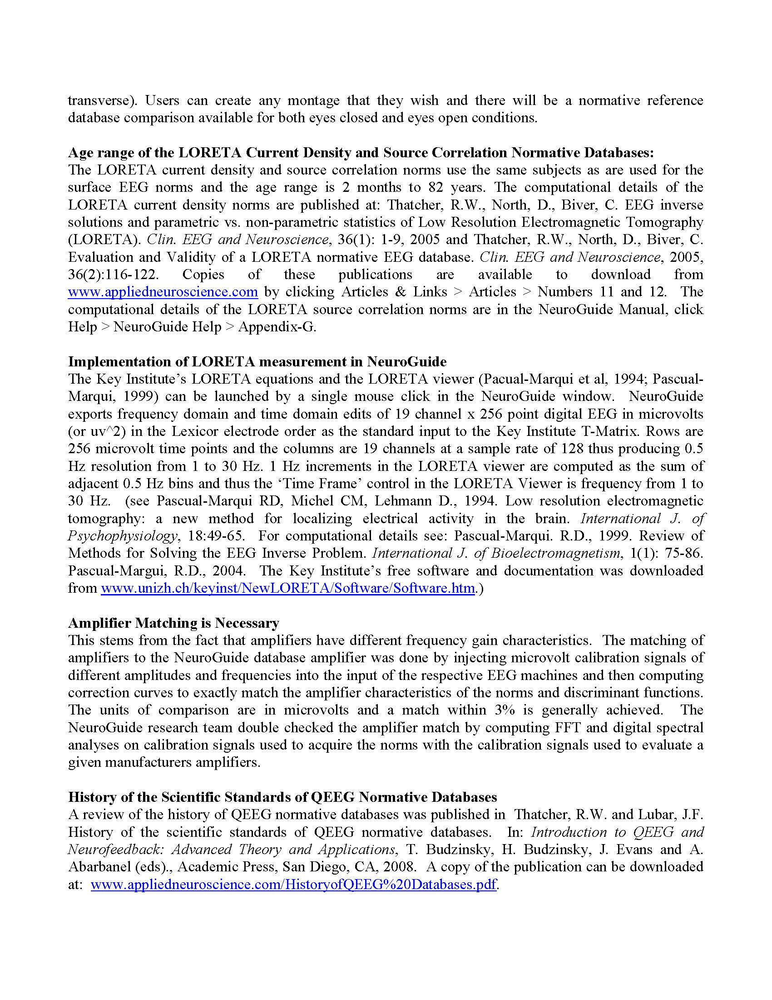 transverse). Users can create any montage that they wish and there will be a normative reference
database comparison available for both eyes closed and eyes open conditions.
Age range of the LORETA Current Density and Source Correlation Normative Databases:
The LORETA current density and source correlation norms use the same subjects as are used for the
surface EEG norms and the age range is 2 months to 82 years. The computational details of the
LORETA current density norms are published at: Thatcher, R.W., North, D., Biver, C. EEG inverse
solutions and parametric vs. non-parametric statistics of Low Resolution Electromagnetic Tomography
(LORETA). Clin. EEG and Neuroscience, 36(1): 1-9, 2005 and Thatcher, R.W., North, D., Biver, C.
Evaluation and Validity of a LORETA normative EEG database. Clin. EEG and Neuroscience, 2005,
36(2):116-122. Copies of these publications are available to download from
www.appliedneuroscience.com by clicking Articles & Links > Articles > Numbers 11 and 12. The
computational details of the LORETA source correlation norms are in the NeuroGuide Manual, click
Help > NeuroGuide Help > Appendix-G.
Implementation of LORETA measurement in NeuroGuide
The Key Institute’s LORETA equations and the LORETA viewer (Pacual-Marqui et al, 1994; Pascual-
Marqui, 1999) can be launched by a single mouse click in the NeuroGuide window. NeuroGuide
exports frequency domain and time domain edits of 19 channel x 256 point digital EEG in microvolts
(or uv^2) in the Lexicor electrode order as the standard input to the Key Institute T-Matrix. Rows are
256 microvolt time points and the columns are 19 channels at a sample rate of 128 thus producing 0.5
Hz resolution from 1 to 30 Hz. 1 Hz increments in the LORETA viewer are computed as the sum of
adjacent 0.5 Hz bins and thus the ‘Time Frame’ control in the LORETA Viewer is frequency from 1 to
30 Hz. (see Pascual-Marqui RD, Michel CM, Lehmann D., 1994. Low resolution electromagnetic
tomography: a new method for localizing electrical activity in the brain. International J. of
Psychophysiology, 18:49-65. For computational details see: Pascual-Marqui. R.D., 1999. Review of
Methods for Solving the EEG Inverse Problem. International J. of Bioelectromagnetism, 1(1): 75-86.
Pascual-Margui, R.D., 2004. The Key Institute’s free software and documentation was downloaded
from www.unizh.ch/keyinst/NewLORETA/Software/Software.htm.)
Amplifier Matching is Necessary
This stems from the fact that amplifiers have different frequency gain characteristics. The matching of
amplifiers to the NeuroGuide database amplifier was done by injecting microvolt calibration signals of
different amplitudes and frequencies into the input of the respective EEG machines and then computing
correction curves to exactly match the amplifier characteristics of the norms and discriminant functions.
The units of comparison are in microvolts and a match within 3% is generally achieved. The
NeuroGuide research team double checked the amplifier match by computing FFT and digital spectral
analyses on calibration signals used to acquire the norms with the calibration signals used to evaluate a
given manufacturers amplifiers.
History of the Scientific Standards of QEEG Normative Databases
A review of the history of QEEG normative databases was published in Thatcher, R.W. and Lubar, J.F.
History of the scientific standards of QEEG normative databases. In: Introduction to QEEG and
Neurofeedback: Advanced Theory and Applications, T. Budzinsky, H. Budzinsky, J. Evans and A.
Abarbanel (eds)., Academic Press, San Diego, CA, 2008. A copy of the publication can be downloaded
at: www.appliedneuroscience.com/HistoryofQEEG%20Databases.pdf.